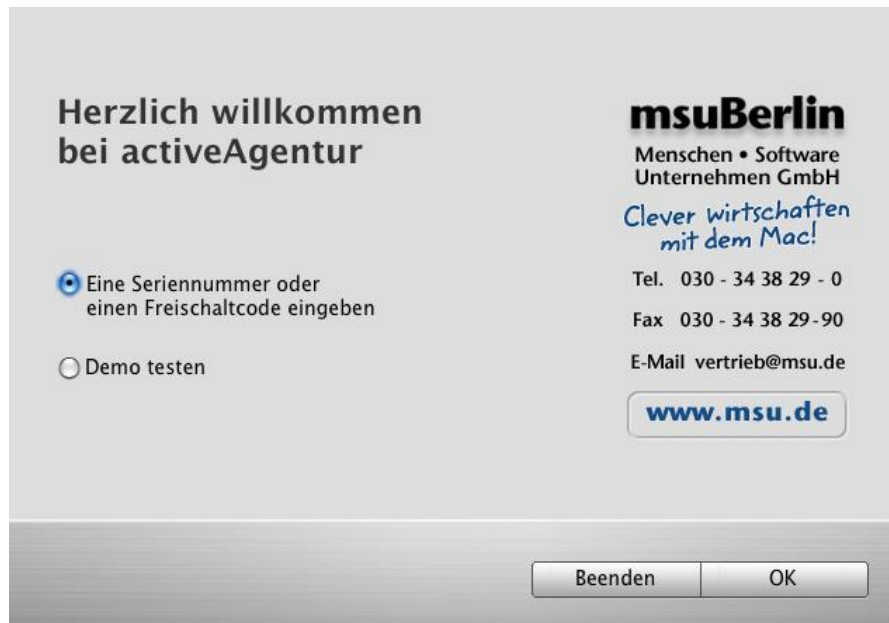 Herzlich willkommen
bei activeAgentur
Eine Seriennummer oder
einen Freischaltcode eingeben
Demo testen
msuBerlin
Menschen • Software
Unternehmen GmbH
Clever wirtschaften
mit dem Mac!
Tel. 030 - 34 38 29 - 0
Fax 030 - 34 38 29 - 90
E-Mail vertrieb@msu.de
www.msu.de
Beenden OK